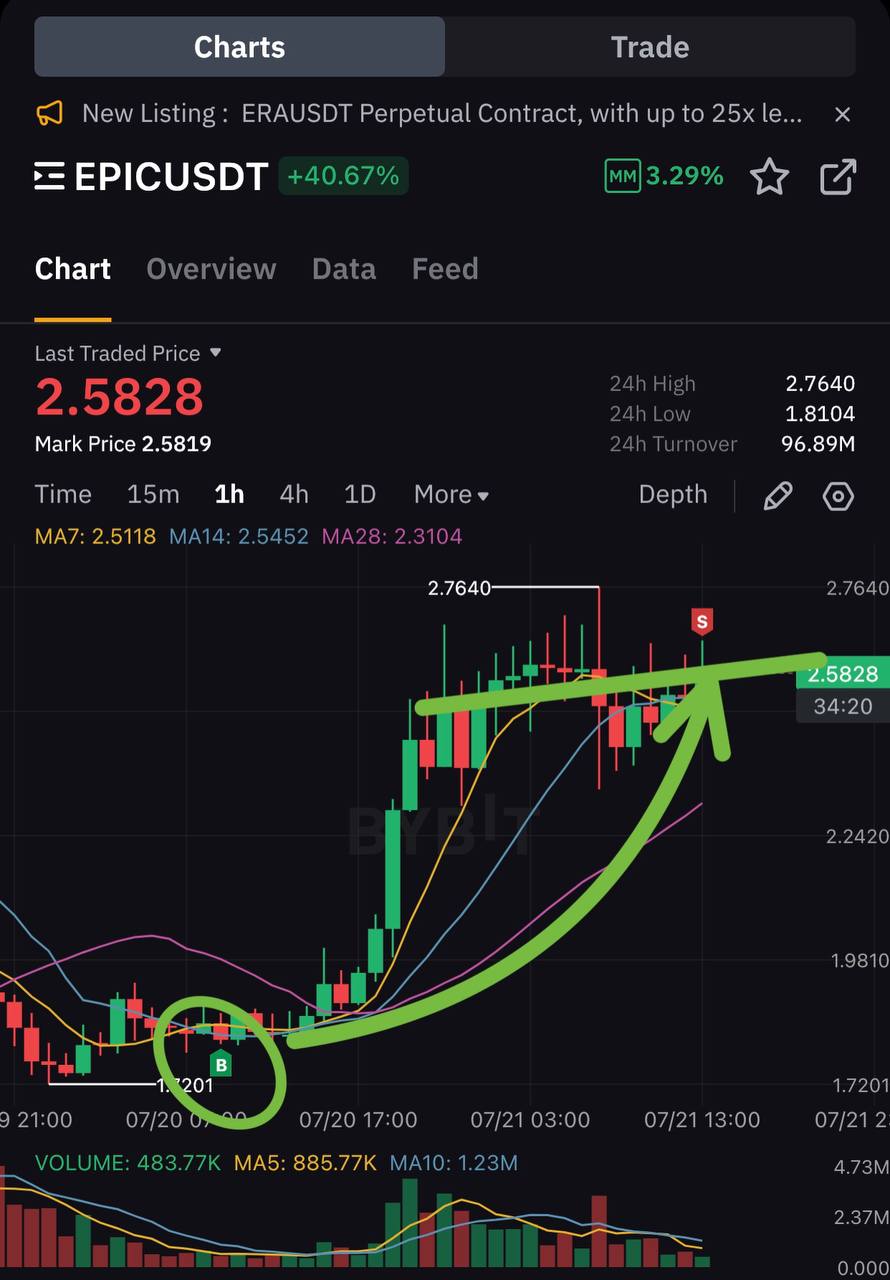 Charts Trade
New Listing : ERAUSDT Perpetual Contract, with up to 25x le...
EPICUSDT +40.67% MM 3.29%
Chart Overview Data Feed
Last Traded Price
2.5828
Mark Price 2.5819
24h High 2.7640
24h Low 1.8104
24h Turnover 96.89M
Time 15m 1h 4h 1D More Depth
MA7: 2.5118 MA14: 2.5452 MA28: 2.3104
2.7640 2.7640
S
2.5828
34:20
BYBIT
2.2420
1.9810
B
1.7201 1.7201
9 21:00 07/20 07:00 07/20 17:00 07/21 03:00 07/21 13:00 07/21 2
VOLUME: 483.77K MA5: 885.77K MA10: 1.23M
4.73M
2.37M
0.000